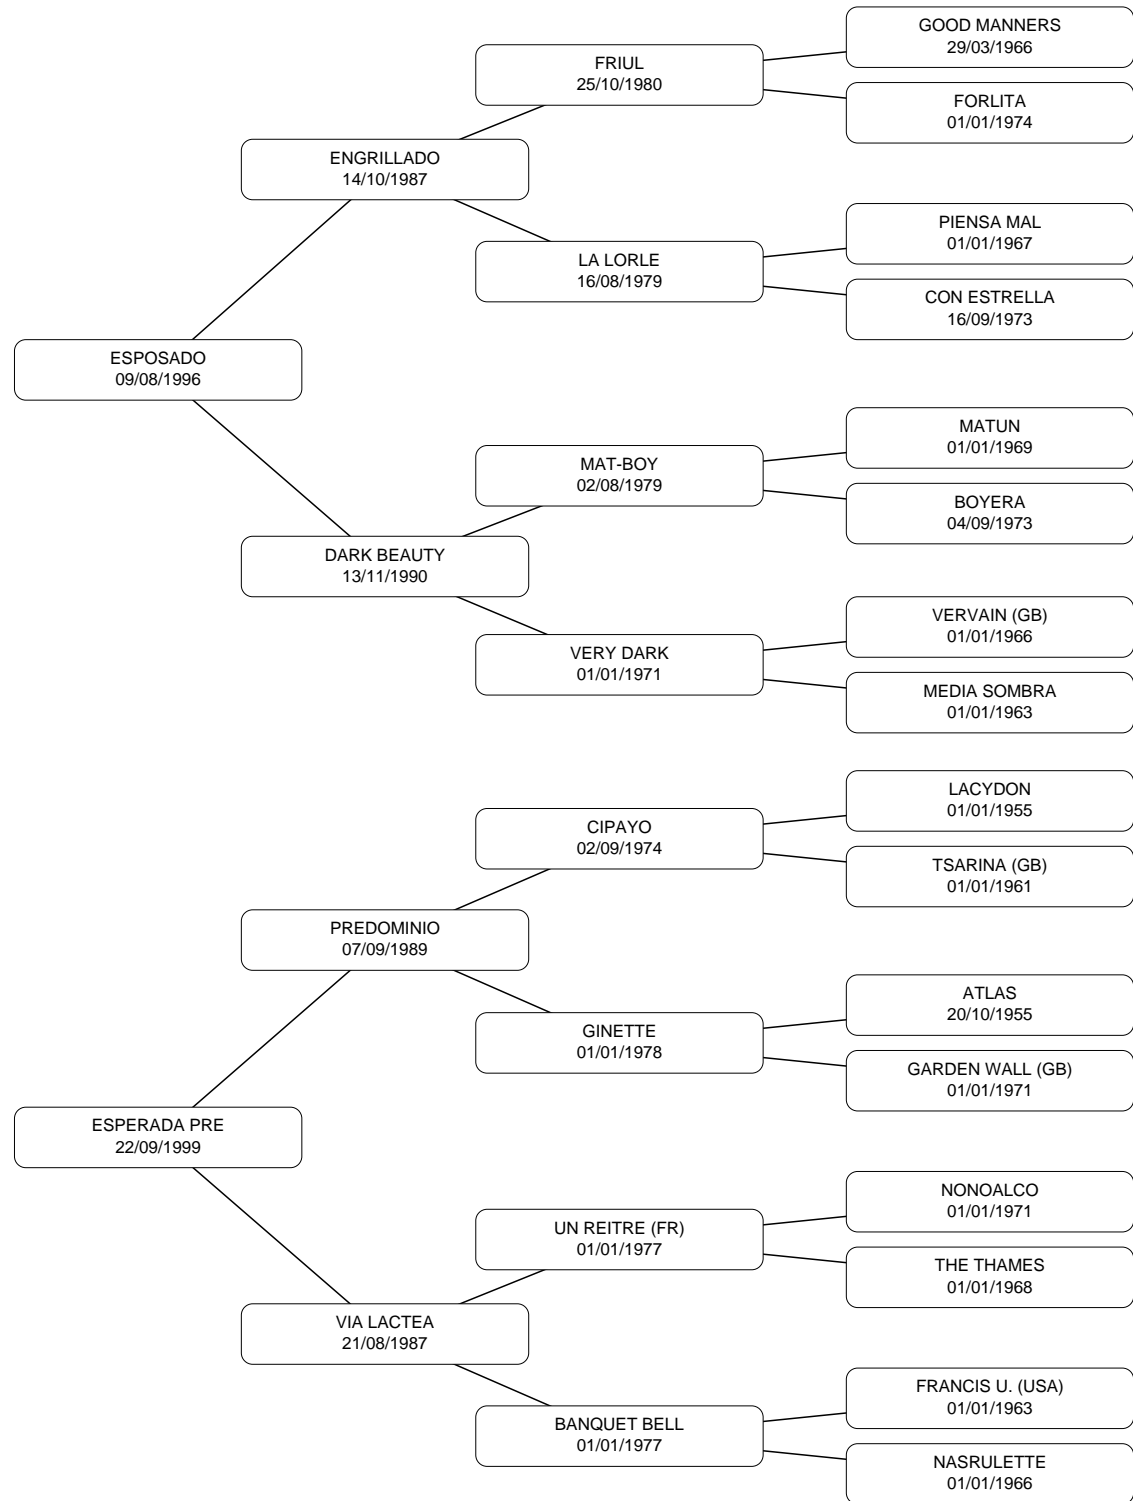 GOOD MANNERS
29/03/1966
FRIUL
25/10/1980
FORLITA
01/01/1974
ENGRILLADO
14/10/1987
PIENSA MAL
01/01/1967
LA LORLE
16/08/1979
CON ESTRELLA
16/09/1973
ESPOSADO
09/08/1996
MATUN
01/01/1969
MAT-BOY
02/08/1979
BOYERA
04/09/1973
DARK BEAUTY
13/11/1990
VERVAIN (GB)
01/01/1966
VERY DARK
01/01/1971
MEDIA SOMBRA
01/01/1963
LACYDON
01/01/1955
CIPAYO
02/09/1974
TSARINA (GB)
01/01/1961
PREDOMINIO
07/09/1989
ATLAS
20/10/1955
GINETTE
01/01/1978
GARDEN WALL (GB)
01/01/1971
ESPERADA PRE
22/09/1999
NONOALCO
01/01/1971
UN REITRE (FR)
01/01/1977
THE THAMES
01/01/1968
VIA LACTEA
21/08/1987
FRANCIS U. (USA)
01/01/1963
BANQUET BELL
01/01/1977
NASRULETTE
01/01/1966